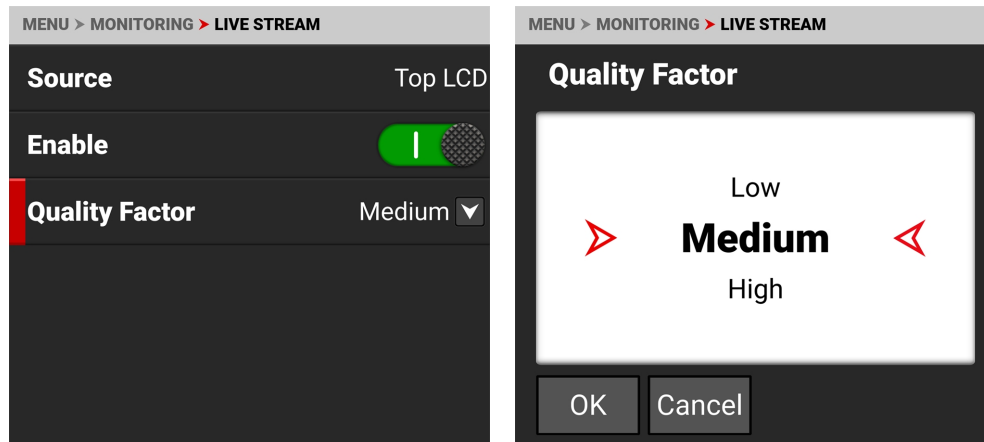 MENU > MONITORING > LIVE STREAM
Source Top LCD
Enable
Quality Factor Medium
MENU > MONITORING > LIVE STREAM
Quality Factor
Low
Medium
High
OK Cancel